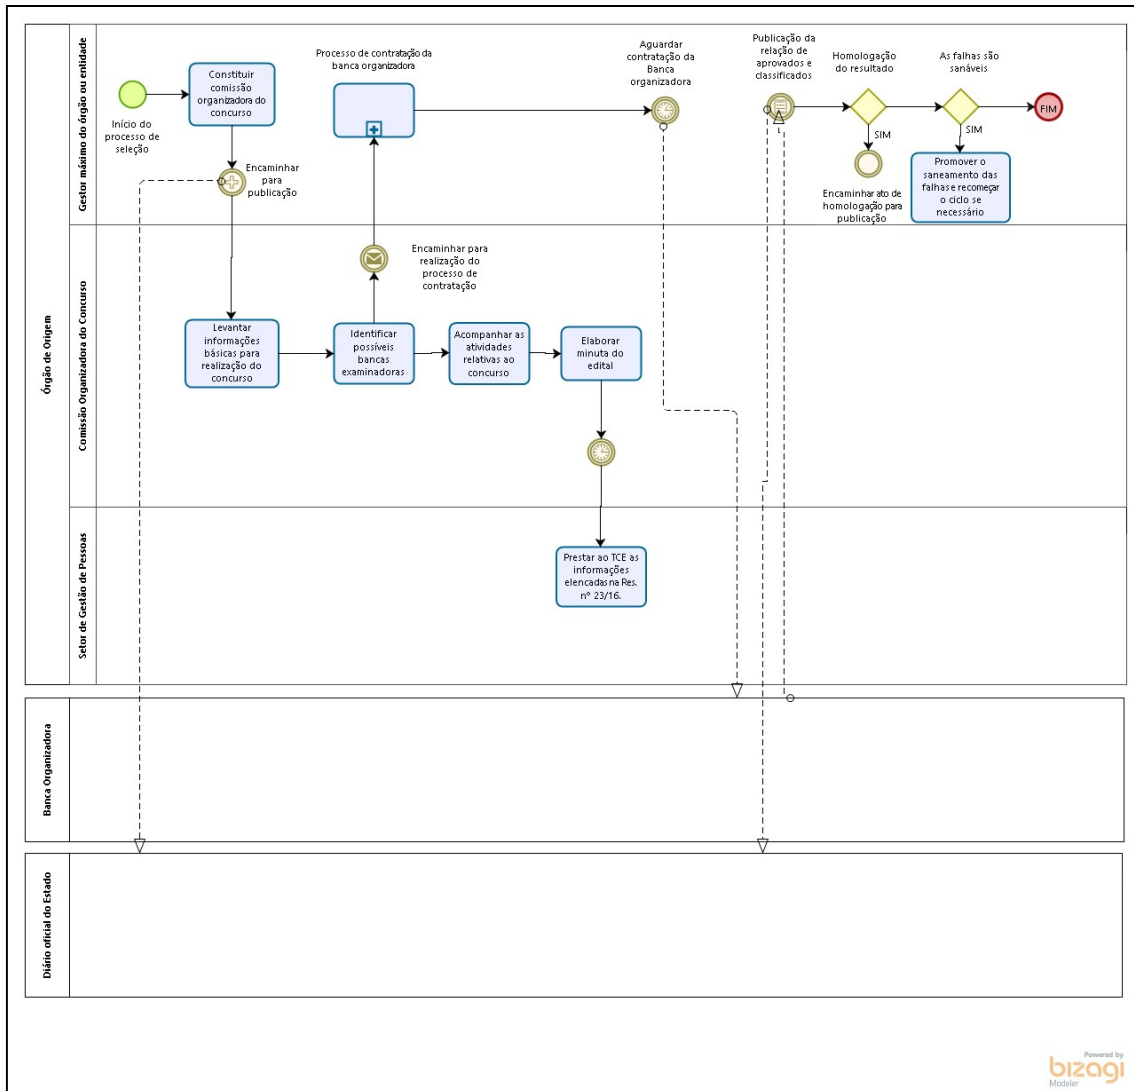 Órgão de Origem
Gestor máximo do órgão ou entidade
Início do
processo de
seleção
Constituir
comissão
organizadora do
concurso
Encaminhar
para
publicação
Processo de contratação da
banca organizadora
Aguardar
contratação da
Banca
organizadora
Publicação da
relação de
aprovados e
classificados
Homologação
do resultado
SIM
Encaminhar ato de
homologação para
publicação
As falhas são
sanáveis
SIM
Promover o
saneamento das
falhas e recomeçar
o ciclo se
necessário
FIM
Comissão Organizadora do Concurso
Encaminhar para
realização do
processo de
contratação
Levantar
informações
básicas para
realização do
concurso
Identificar
possíveis
bancas
examinadoras
Acompanhar as
atividades
relativas ao
concurso
Elaborar
minuta do
edital
Setor de Gestão de Pessoas
Prestar ao TCE as
informações
elencadas na Res.
nº 23/16.
Banca Organizadora
Diário oficial do Estado
Powered by
bizagi
Modeler